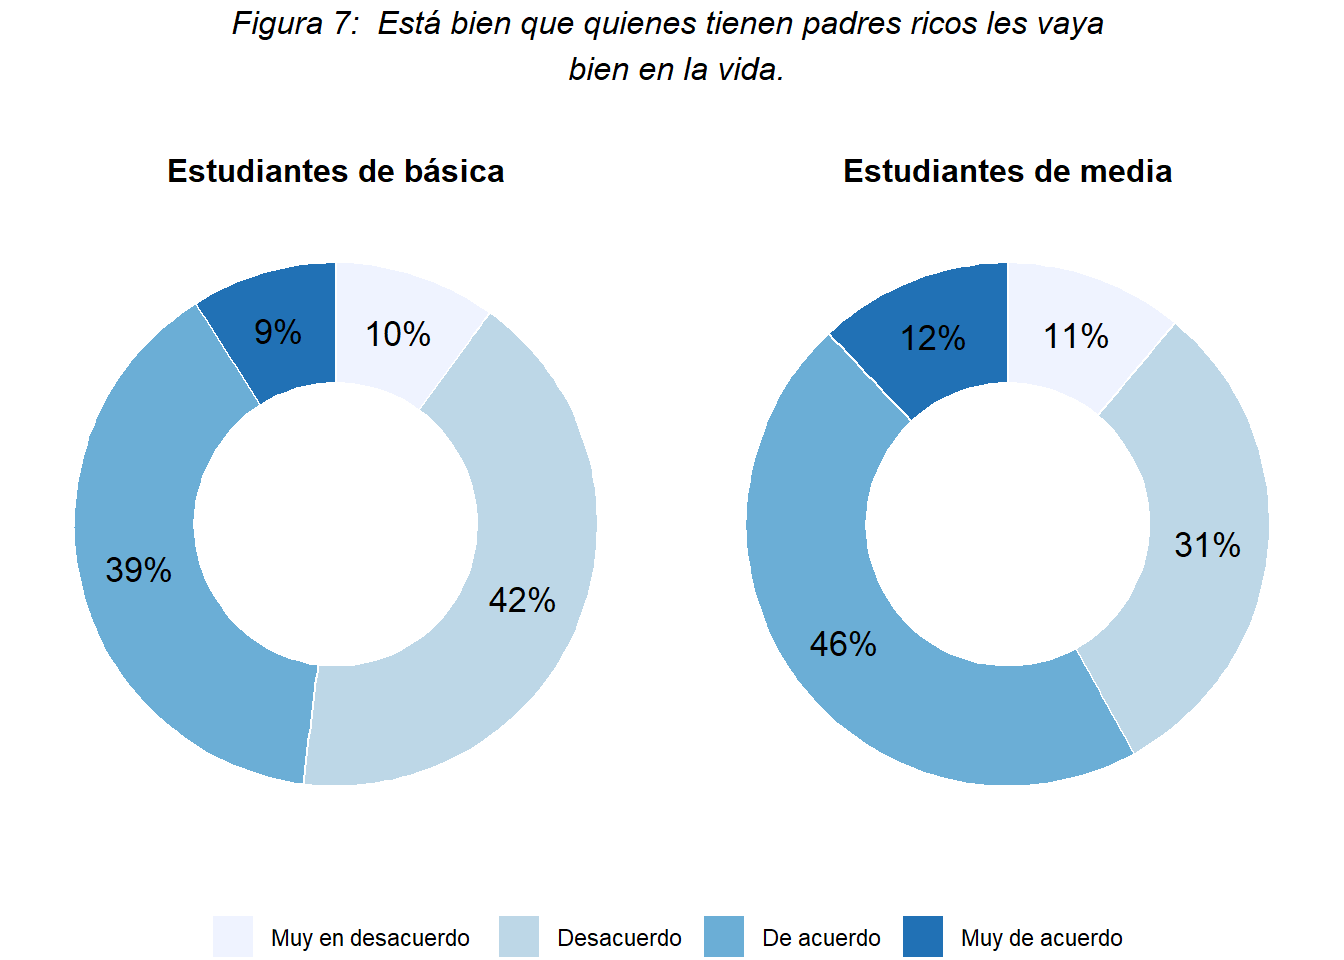 Figura 7:  Está bien que quienes tienen padres ricos les vaya
bien en la vida.
Estudiantes de básica
Estudiantes de media
9%
10%
39%
42%
12%
11%
46%
31%
Muy en desacuerdo
Desacuerdo
De acuerdo
Muy de acuerdo